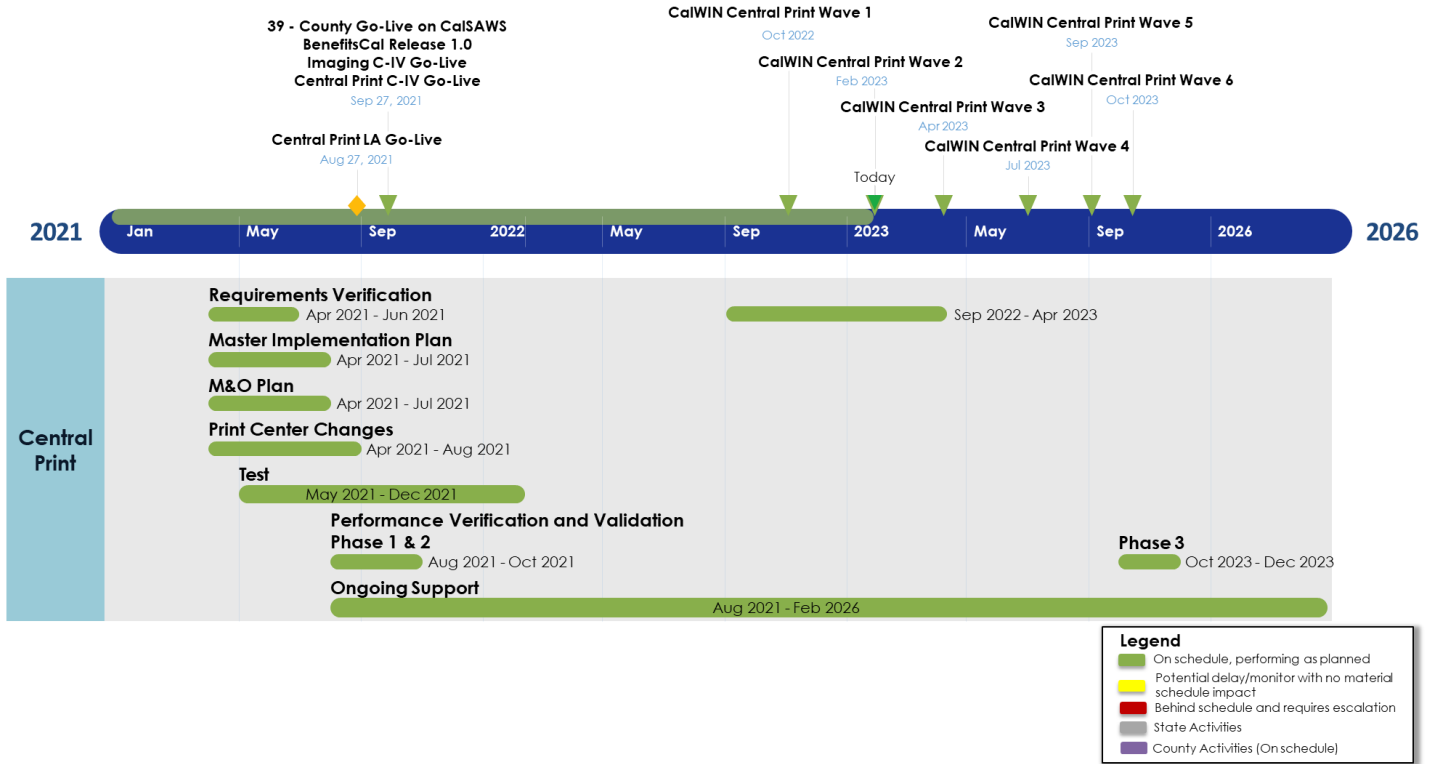 CalWIN Central Print Wave 1
Oct 2022
39 - County Go-Live on CalSAWS
BenefitsCal Release 1.0
Imaging C-IV Go-Live
Central Print C-IV Go-Live
Sep 27, 2021
CalWIN Central Print Wave 5
Sep 2023
CalWIN Central Print Wave 2
Feb 2023
CalWIN Central Print Wave 6
Oct 2023
CalWIN Central Print Wave 3
Apr 2023
Central Print LA Go-Live
Aug 27, 2021
CalWIN Central Print Wave 4
Jul 2023
Today
2021 Jan May Sep 2022 May Sep 2023 May Sep 2026 2026
Central
Print
Requirements Verification
Apr 2021 - Jun 2021
Sep 2022 - Apr 2023
Master Implementation Plan
Apr 2021 - Jul 2021
M&O Plan
Apr 2021 - Jul 2021
Print Center Changes
Apr 2021 - Aug 2021
Test
May 2021 - Dec 2021
Performance Verification and Validation
Phase 1 & 2
Aug 2021 - Oct 2021
Phase 3
Oct 2023 - Dec 2023
Ongoing Support
Aug 2021 - Feb 2026
Legend
On schedule, performing as planned
Potential delay/monitor with no material
schedule impact
Behind schedule and requires escalation
State Activities
County Activities (On schedule)